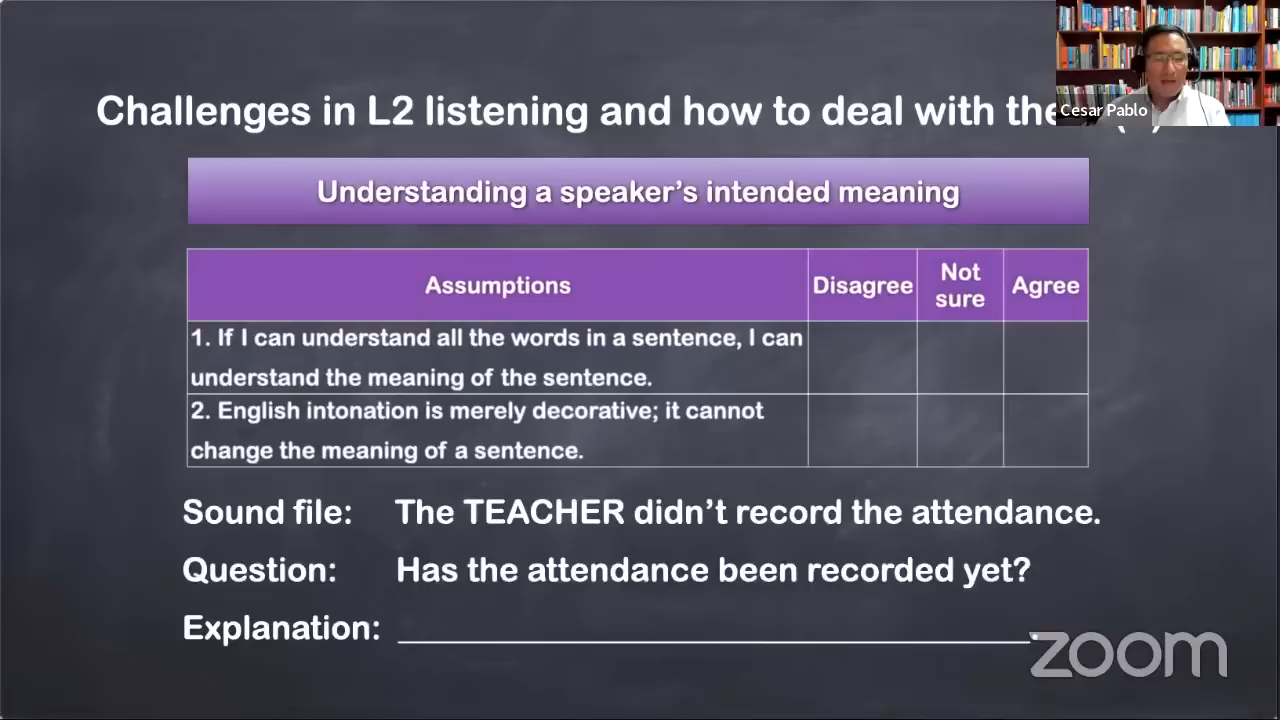 Challenges in L2 listening and how to deal with
Cesar Pablo
Understanding a speaker's intended meaning
Assumptions
Disagree
Not
sure
Agree
1. If I can understand all the words in a sentence, I can
understand the meaning of the sentence.
2. English intonation is merely decorative; it cannot
change the meaning of a sentence.
Sound file: The TEACHER didn't record the attendance.
Question: Has the attendance been recorded yet?
Explanation: ______________________.
zoom